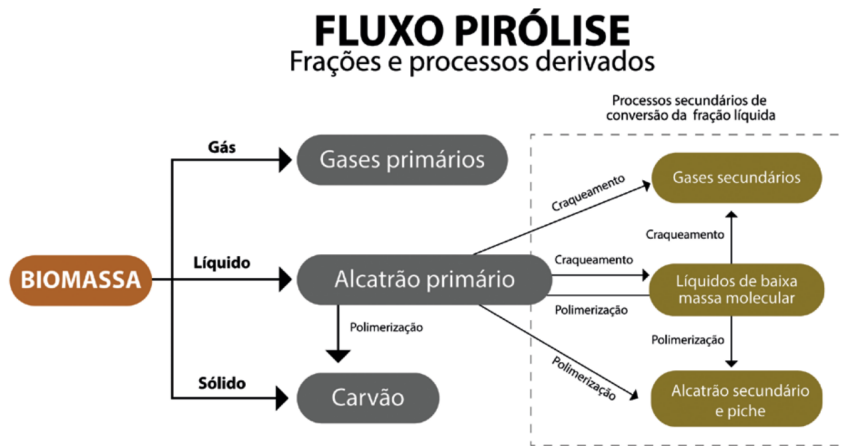 FLUXO PIRÓLISE
Frações e processos derivados
Processos secundários de
conversão da fração líquida
Gás
Gases primários
Craqueamento
Gases secundários
Craqueamento
BIOMASSA
Líquido
Alcatrão primário
Craqueamento
Líquidos de baixa
massa molecular
Polimerização
Polimerização
Polimerização
Polimerização
Sólido
Carvão
Alcatrão secundário
e piche